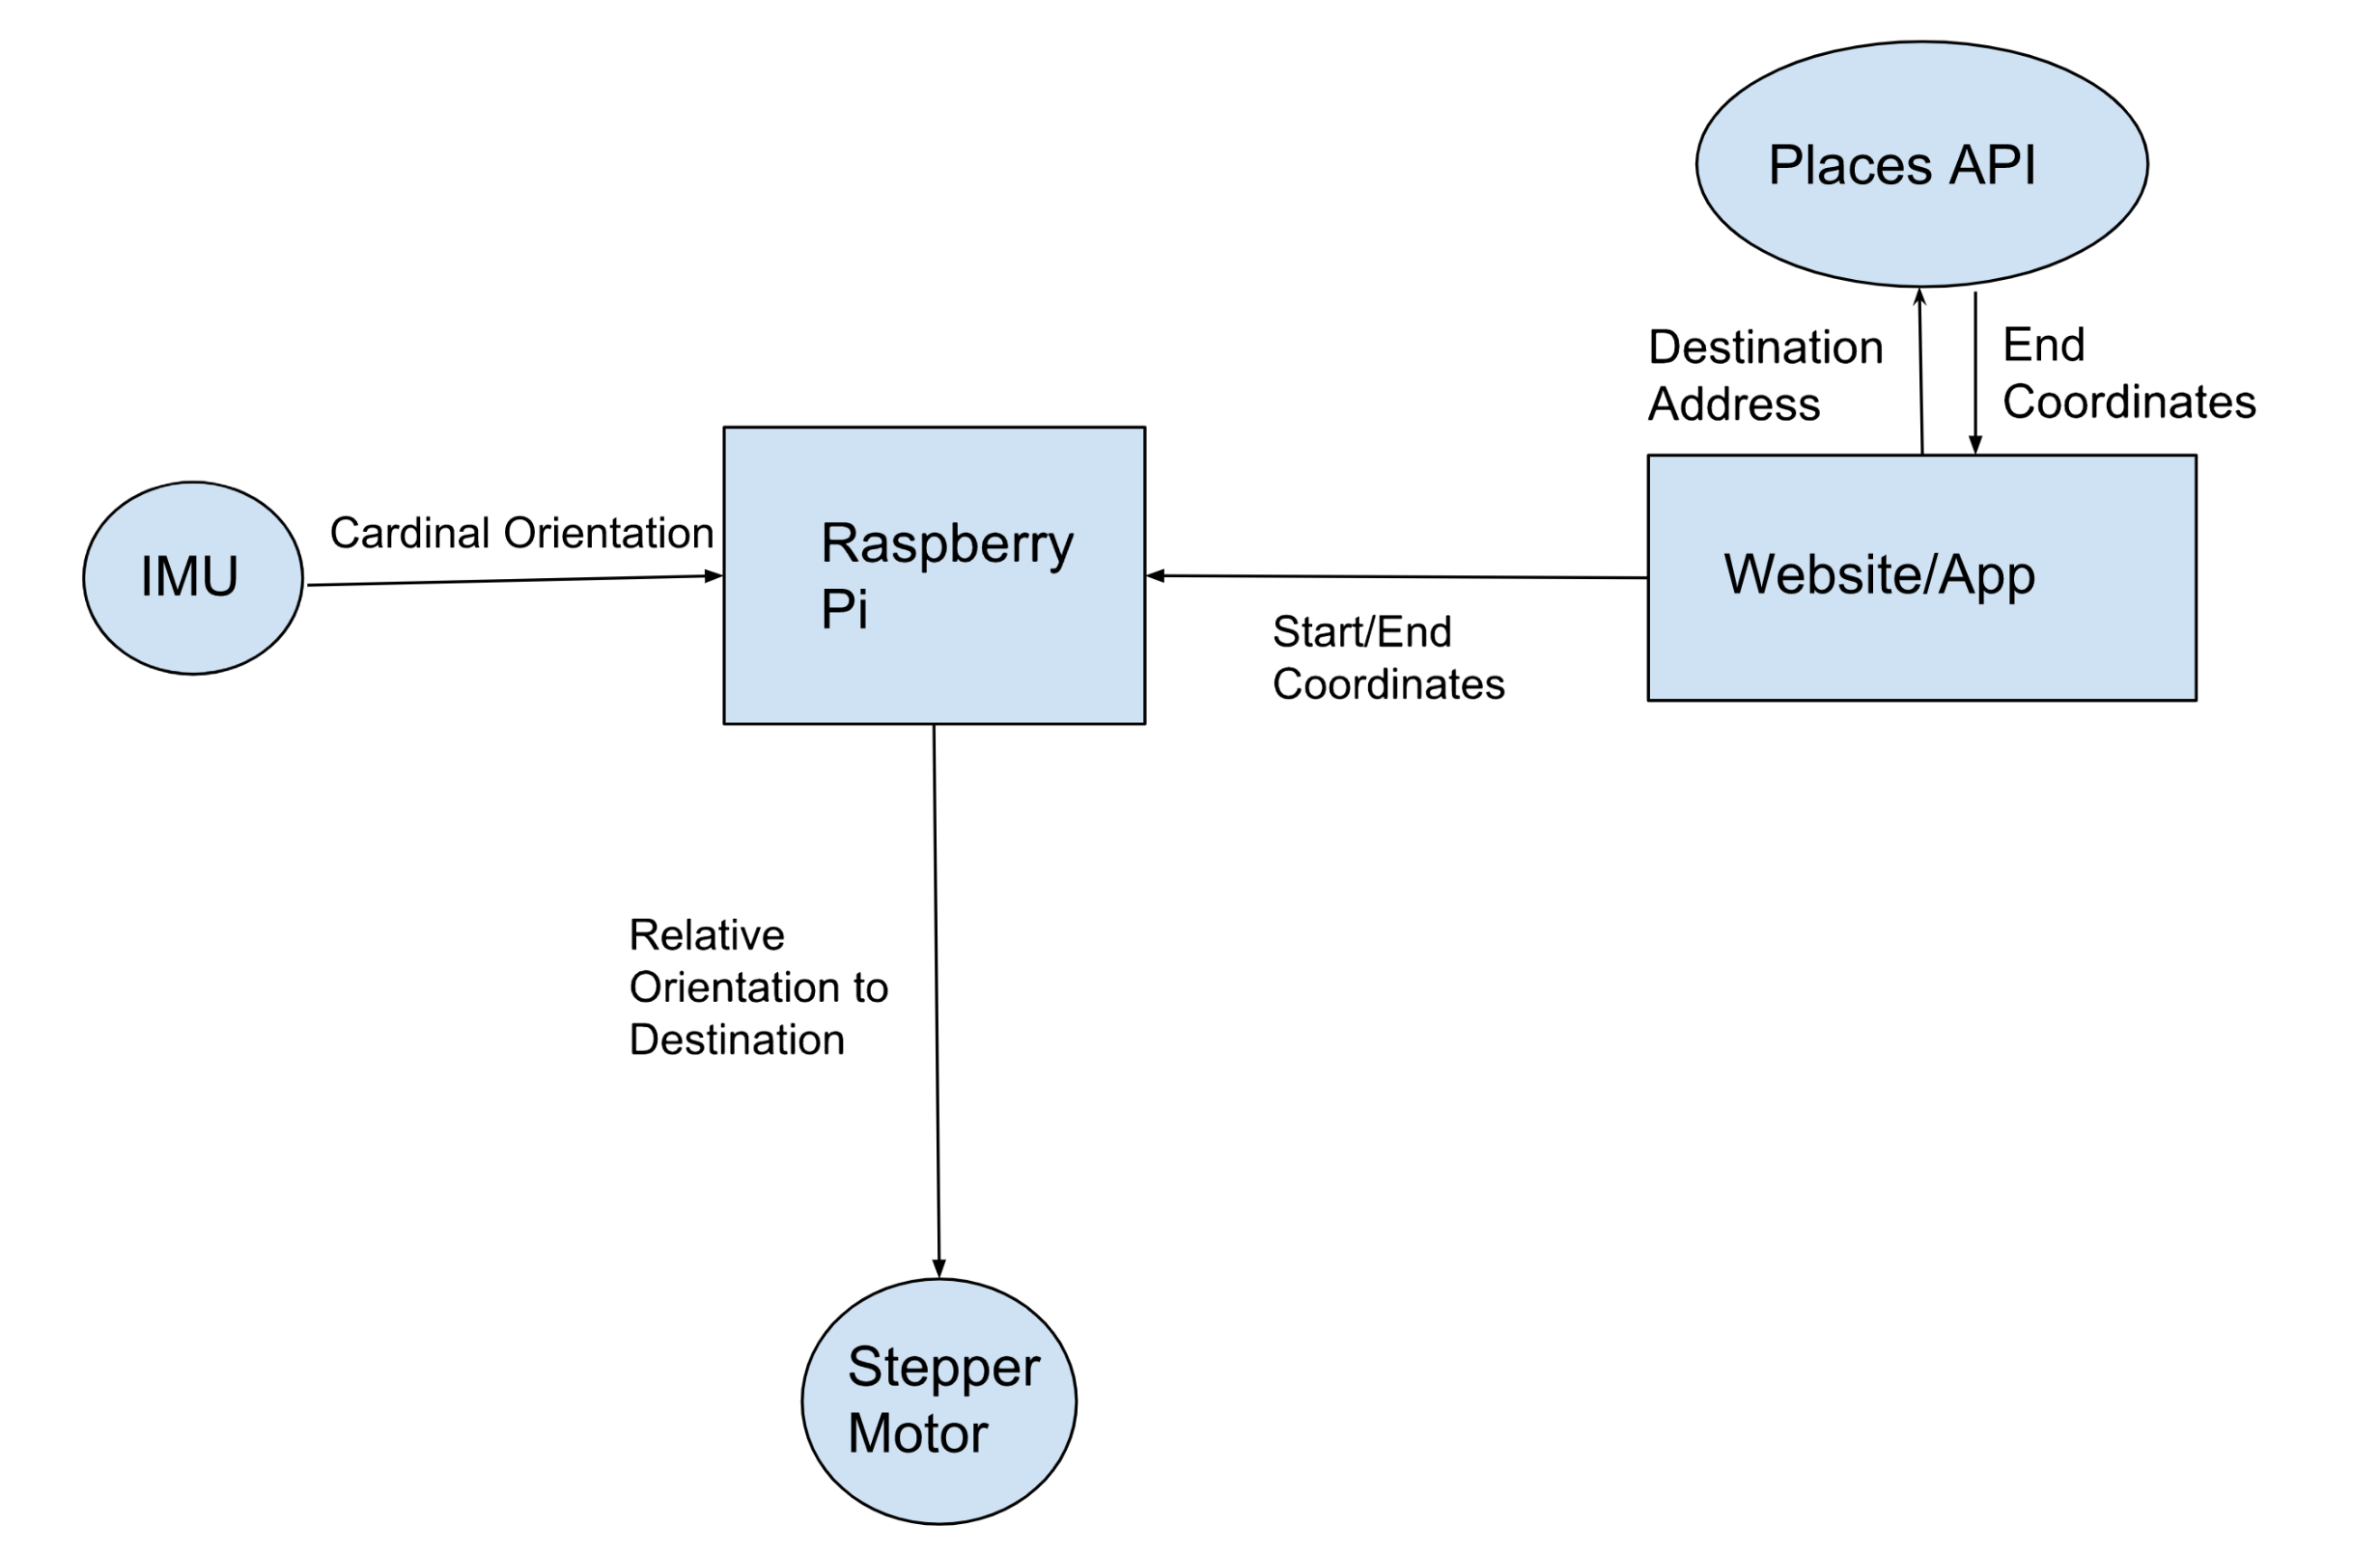 Places API
Destination
Address
End
Coordinates
IMU
Cardinal Orientation
Raspberry
Pi
Start/End
Coordinates
Website/App
Relative
Orientation to
Destination
Stepper
Motor